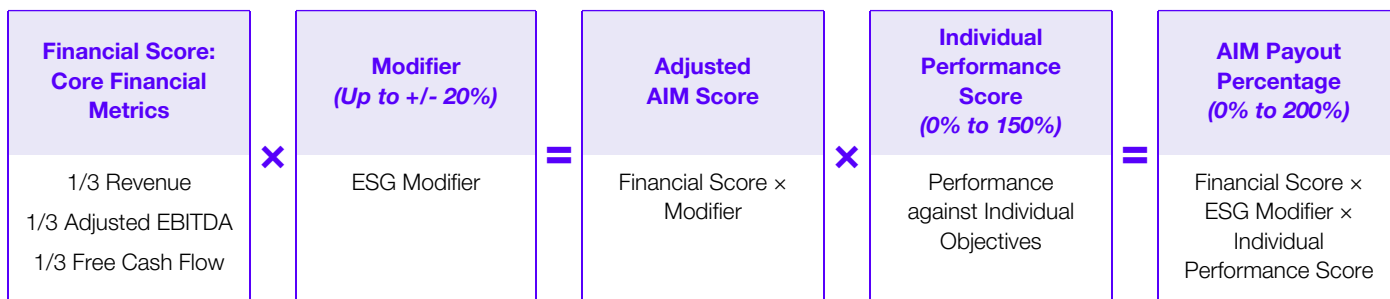 Financial Score:
Core Financial
Metrics
1/3 Revenue
1/3 Adjusted EBITDA
1/3 Free Cash Flow
×
Modifier
(Up to +/- 20%)
ESG Modifier
=
Adjusted
AIM Score
Financial Score ×
Modifier
×
Individual
Performance
Score
(0% to 150%)
Performance
against Individual
Objectives
=
AIM Payout
Percentage
(0% to 200%)
Financial Score ×
ESG Modifier ×
Individual
Performance Score